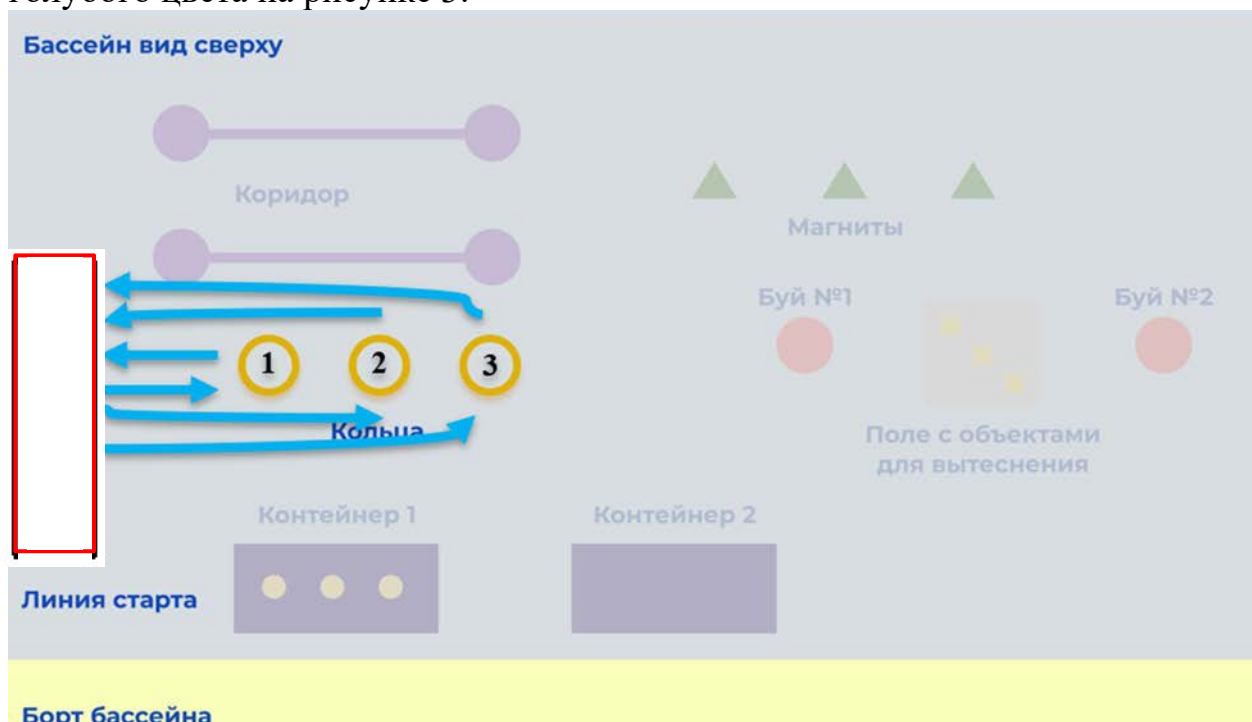 голубого цвета на рисунке 3.
Бассейн вид сверху
Коридор
Магниты
Буй №1
Буй №2
1
2
3
Кольца
Поле с объектами
для вытеснения
Контейнер 1
Контейнер 2
Линия старта
Борт бассейна